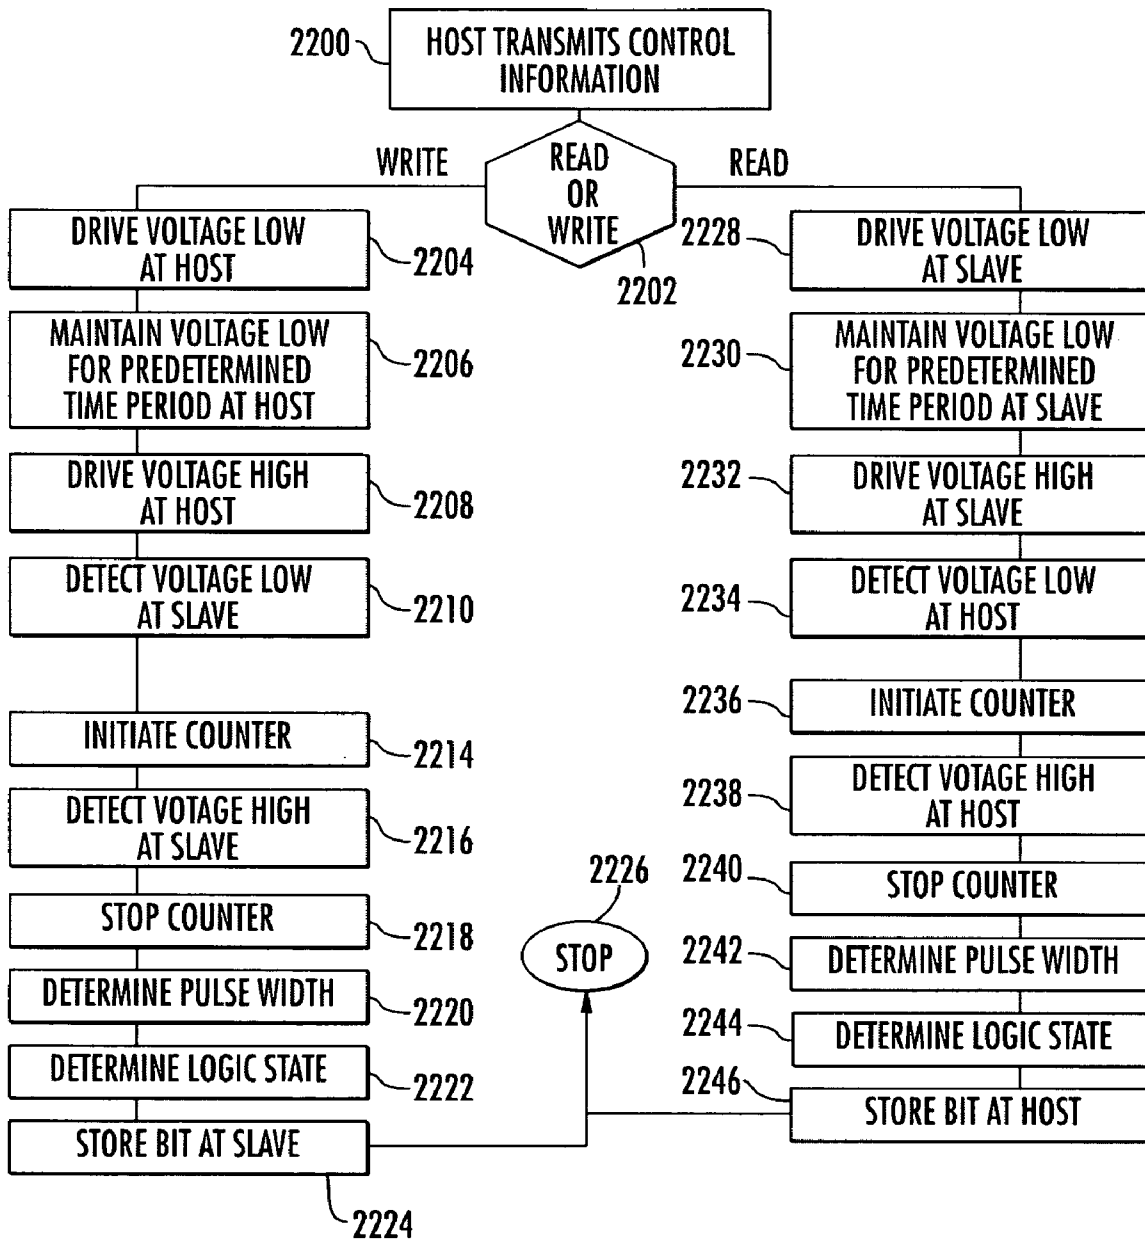 2200
HOST TRANSMITS CONTROL
INFORMATION
WRITE
READ
OR
WRITE
READ
2202
DRIVE VOLTAGE LOW
AT HOST
2204
MAINTAIN VOLTAGE LOW
FOR PREDETERMINED
TIME PERIOD AT HOST
2206
DRIVE VOLTAGE HIGH
AT HOST
2208
DETECT VOLTAGE LOW
AT SLAVE
2210
INITIATE COUNTER
2214
DETECT VOTAGE HIGH
AT SLAVE
2216
STOP COUNTER
2218
DETERMINE PULSE WIDTH
2220
DETERMINE LOGIC STATE
2222
STORE BIT AT SLAVE
2224
2226
STOP
2228
DRIVE VOLTAGE LOW
AT SLAVE
2230
MAINTAIN VOLTAGE LOW
FOR PREDETERMINED
TIME PERIOD AT SLAVE
2232
DRIVE VOLTAGE HIGH
AT SLAVE
2234
DETECT VOLTAGE LOW
AT HOST
2236
INITIATE COUNTER
2238
DETECT VOTAGE HIGH
AT HOST
2240
STOP COUNTER
2242
DETERMINE PULSE WIDTH
2244
DETERMINE LOGIC STATE
2246
STORE BIT AT HOST